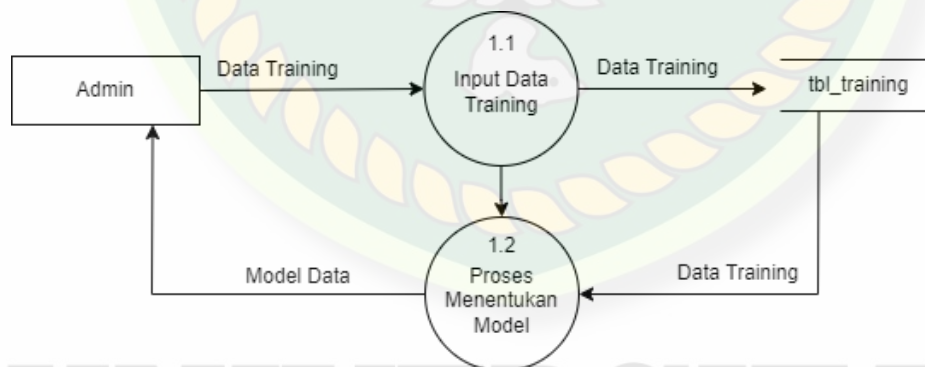 1.1
Data Training
Input Data
Training
Data Training
Admin
tbl_training
1.2
Proses
Menentukan
Model
Model Data
Data Training